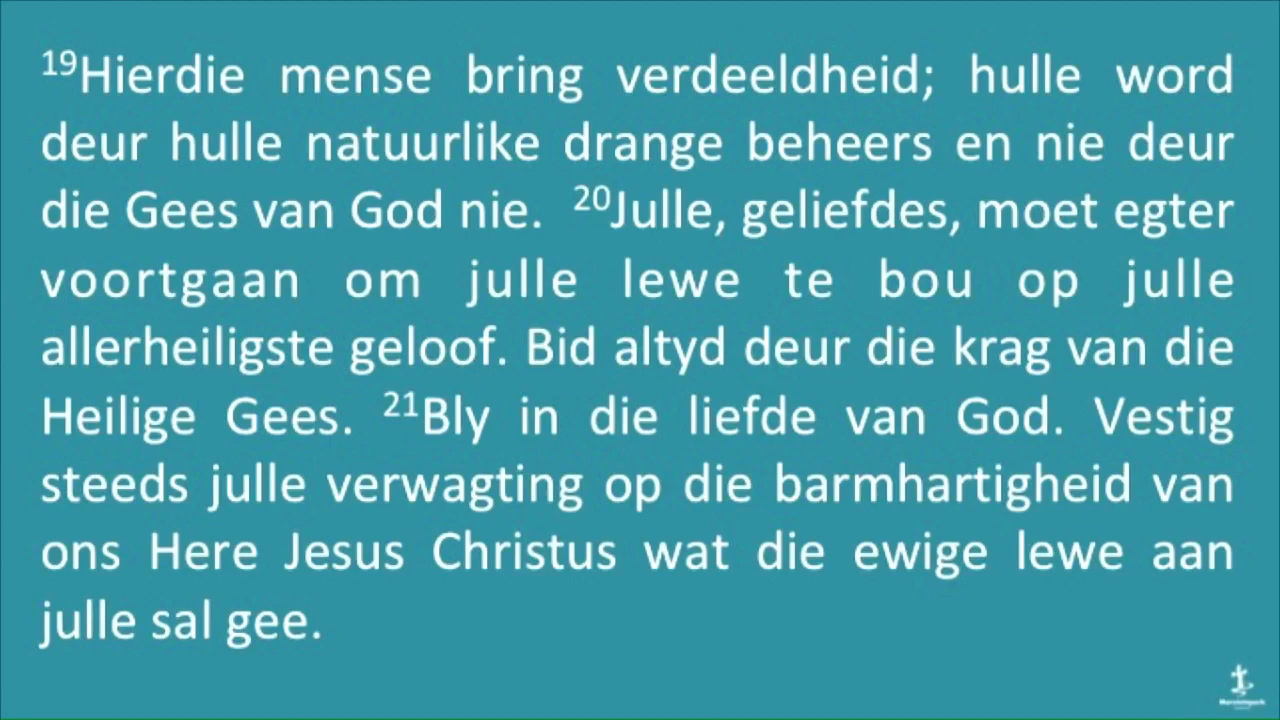 ¹⁹Hierdie mense bring verdeeldheid; hulle word
deur hulle natuurlike drange beheers en nie deur
die Gees van God nie. ²⁰Julle, geliefdes, moet egter
voortgaan om julle lewe te bou op julle
allerheiligste geloof. Bid altyd deur die krag van die
Heilige Gees. ²¹Bly in die liefde van God. Vestig
steeds julle verwagting op die barmhartigheid van
ons Here Jesus Christus wat die ewige lewe aan
julle sal gee.